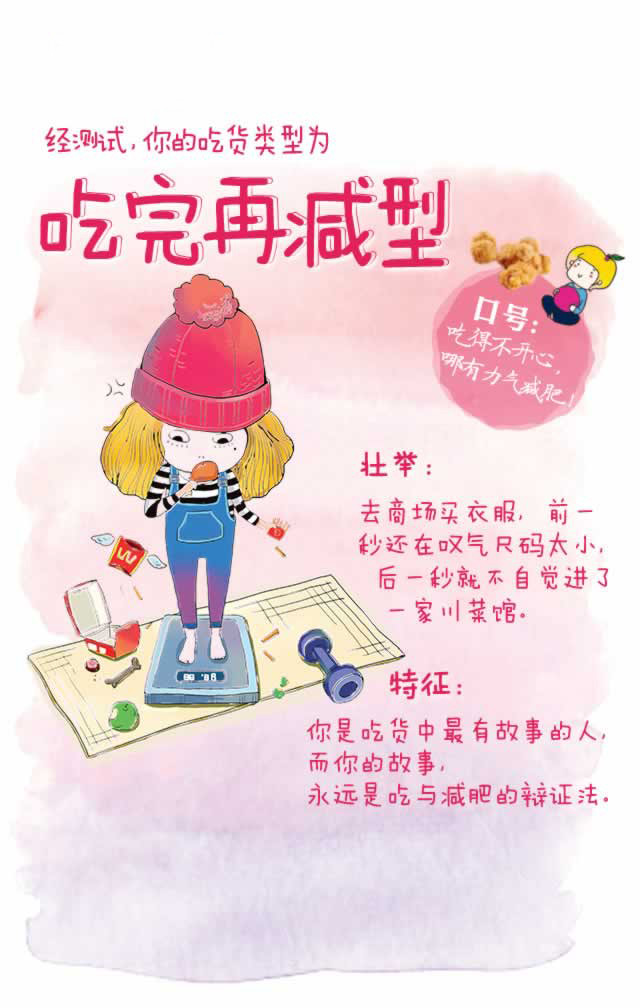 经测试,你的吃货类型为
吃完再减型
口号:
吃得不开心,
哪有力气减肥!
壮举:
去商场买衣服, 前一
秒还在叹气尺码太小,
后一秒就不自觉进了
一家川菜馆。
特征:
你是吃货中最有故事的人,
而你的故事,
永远是吃与减肥的辩证法。